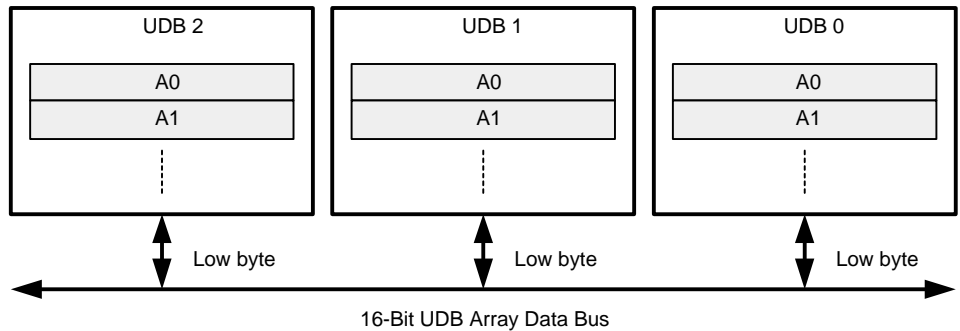 UDB 2
A0
A1
UDB 1
A0
A1
UDB 0
A0
A1
Low byte
Low byte
Low byte
16-Bit UDB Array Data Bus